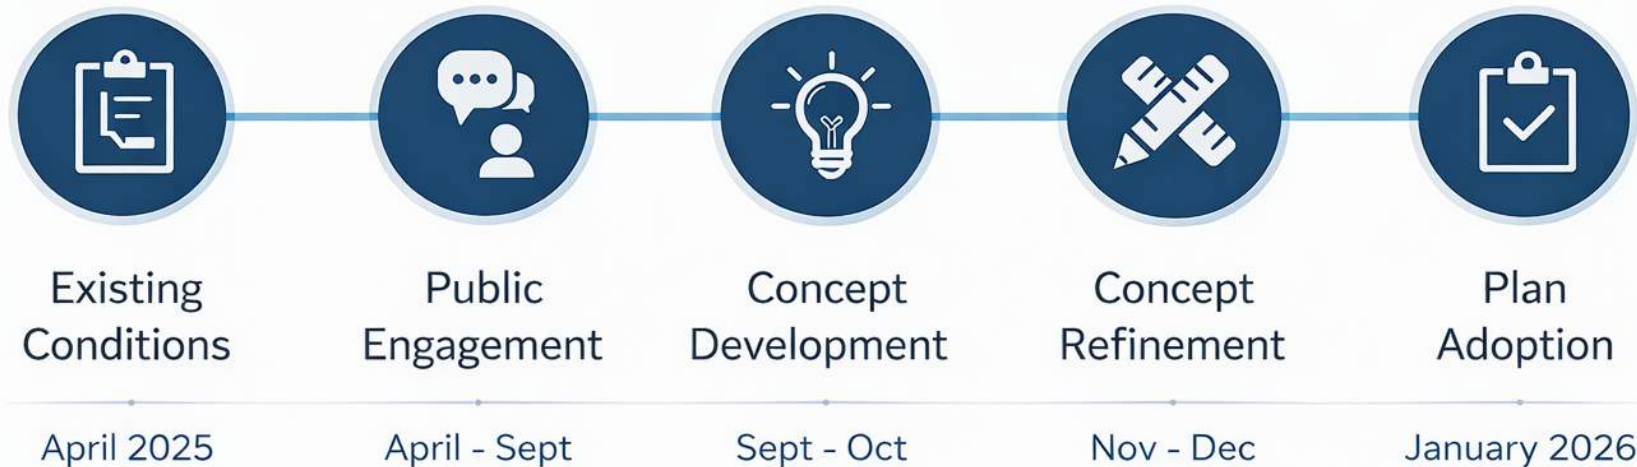 Existing
Conditions
Public
Engagement
Concept
Development
Concept
Refinement
Plan
Adoption
April 2025
April - Sept
Sept - Oct
Nov - Dec
January 2026